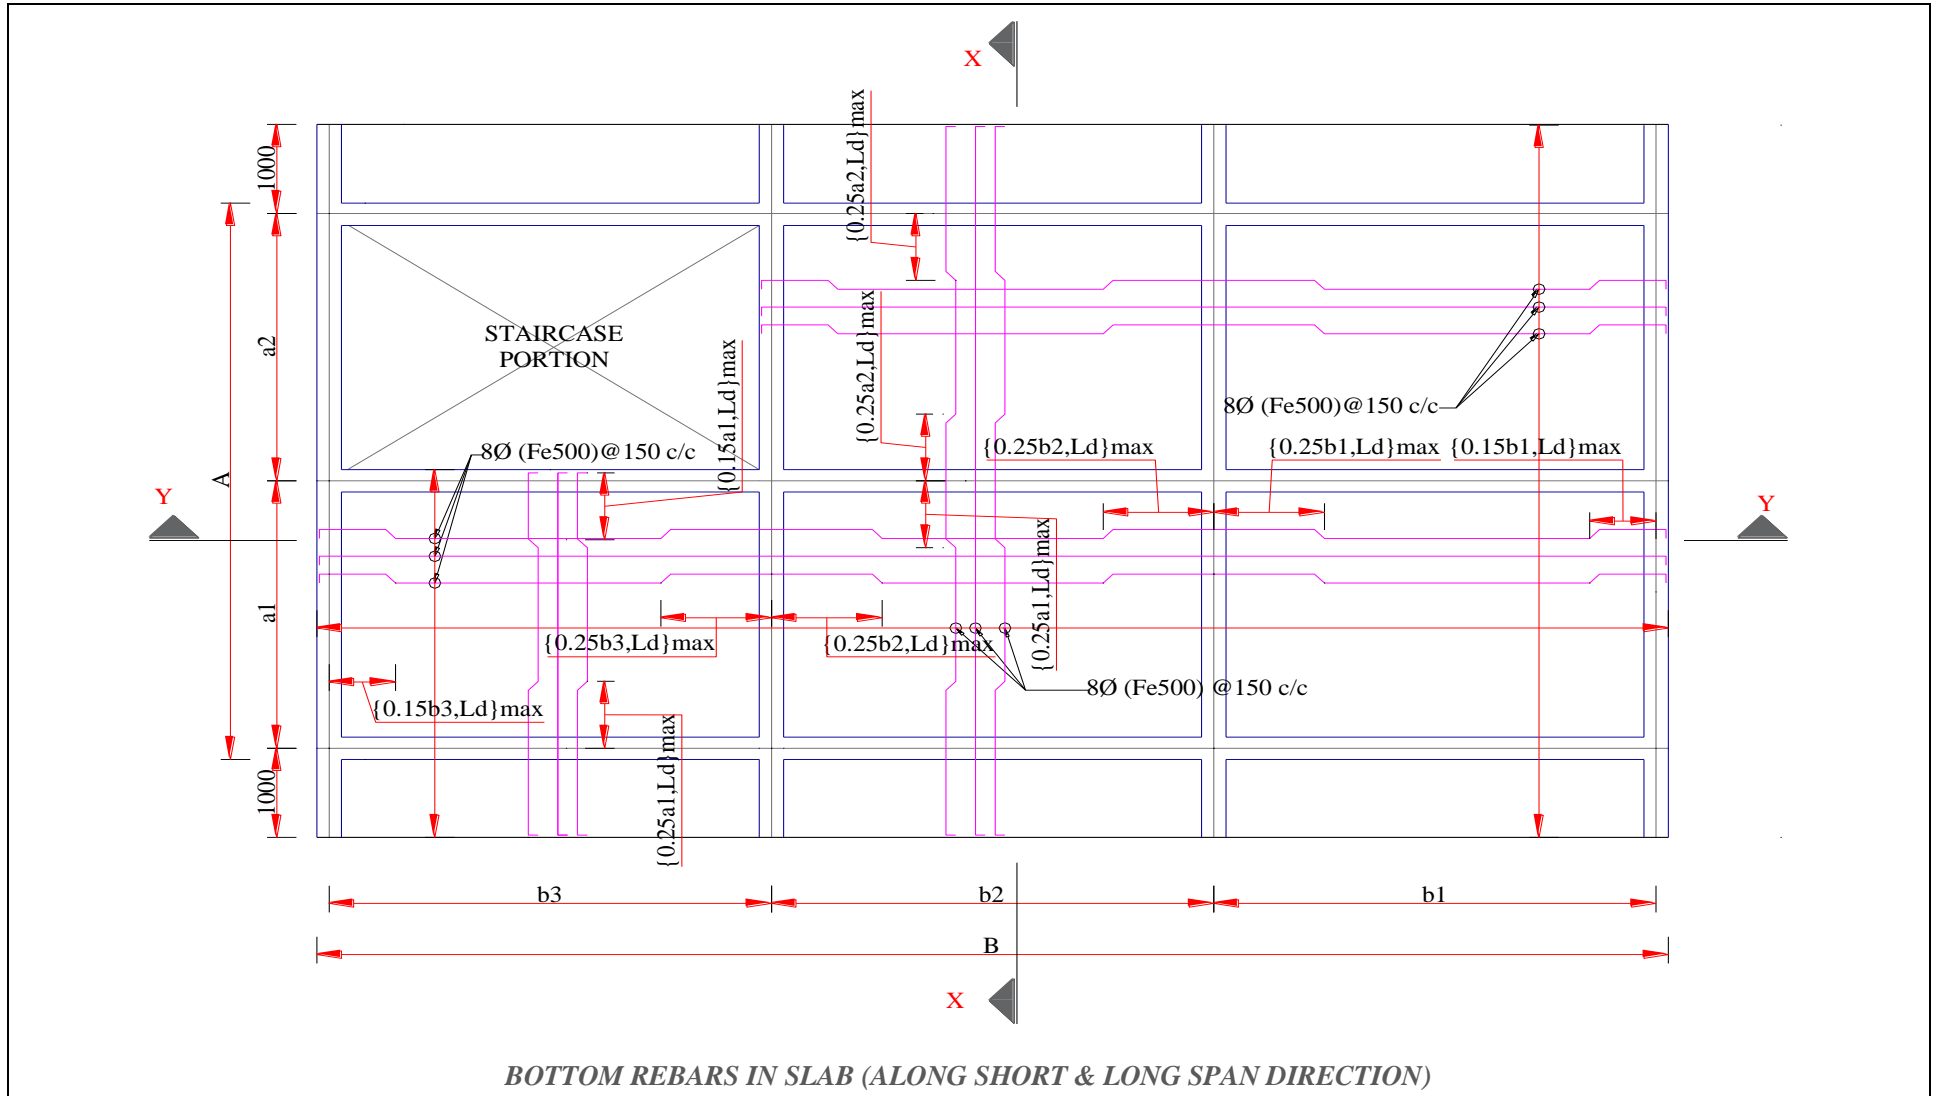 X
{0.25a2,Ld}max
1000
A
a2
STAIRCASE
PORTION
{0.25a2,Ld}max
{0.15a1,Ld}max
8Ø (Fe500)@150 c/c
8Ø (Fe500)@150 c/c
{0.25b2,Ld}max
{0.25b1,Ld}max
{0.15b1,Ld}max
Y
Y
a1
{0.25a1,Ld}max
{0.25b3,Ld}max
{0.25b2,Ld}max
8Ø (Fe500) @150 c/c
{0.15b3,Ld}max
{0.25a1,Ld}max
1000
b3
b2
b1
B
X
BOTTOM REBARS IN SLAB (ALONG SHORT & LONG SPAN DIRECTION)